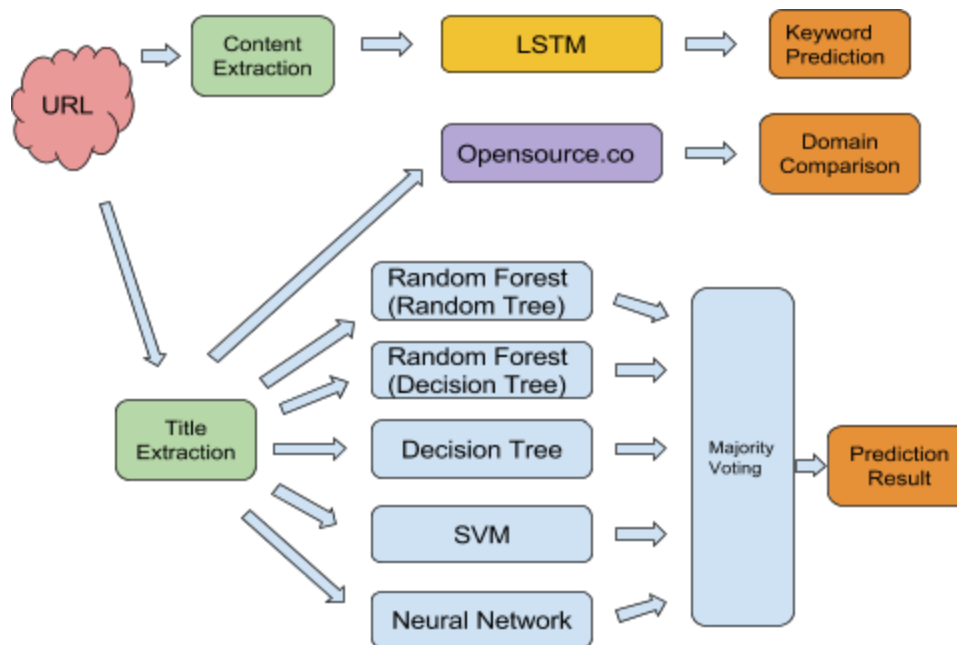 URL
Content
Extraction
LSTM
Keyword
Prediction
Opensource.co
Domain
Comparison
Title
Extraction
Random Forest
(Random Tree)
Random Forest
(Decision Tree)
Decision Tree
SVM
Neural Network
Majority
Voting
Prediction
Result